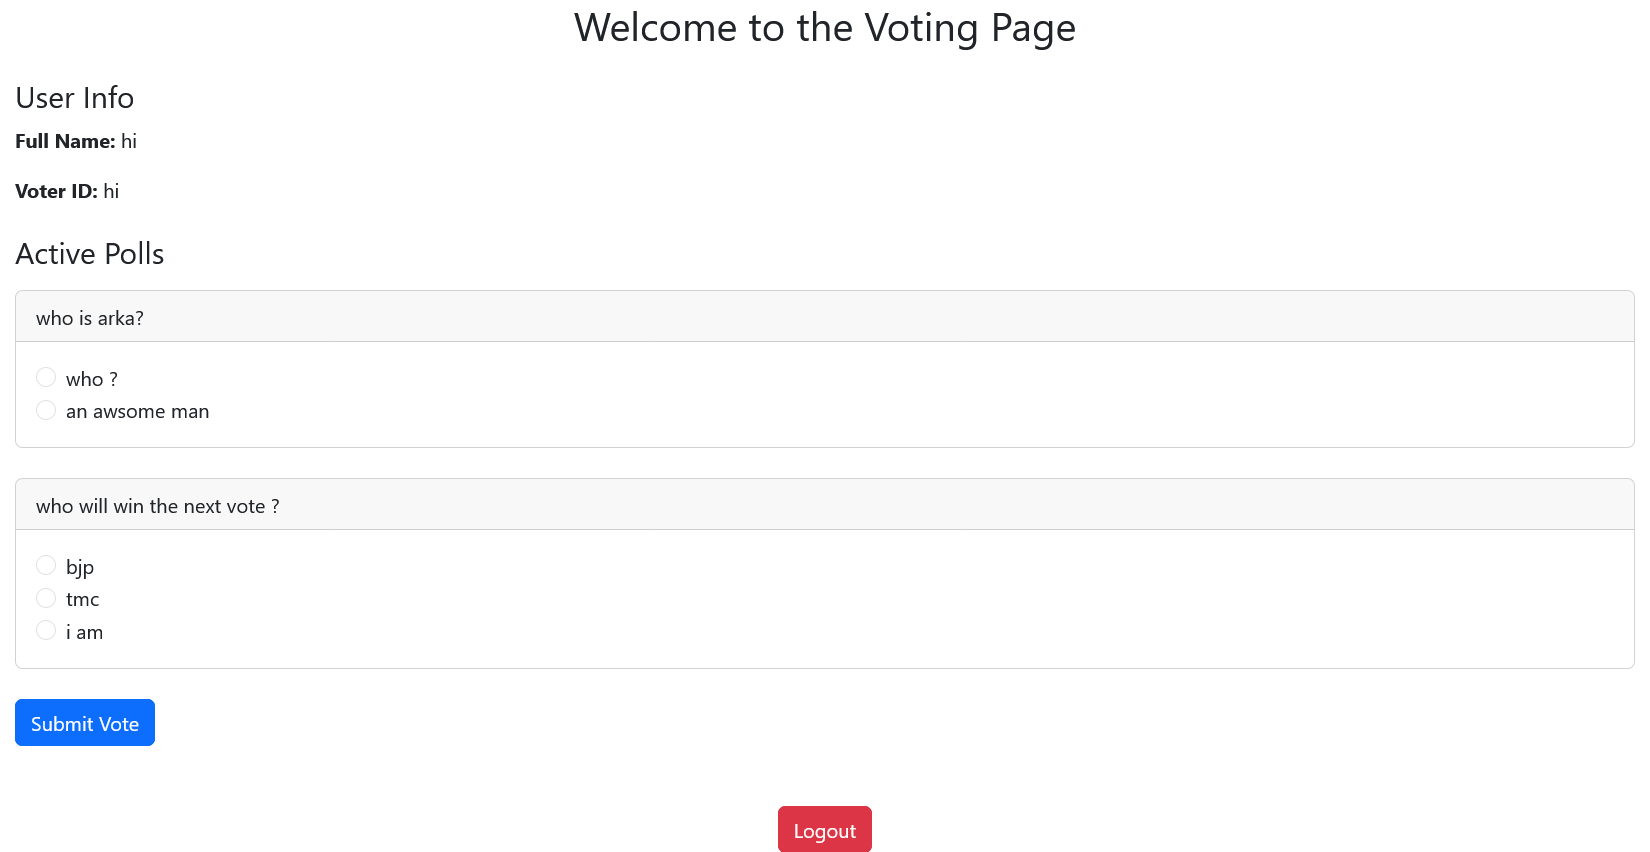 Welcome to the Voting Page
User Info
Full Name: hi
Voter ID: hi
Active Polls
who is arka?
who ?
an awsome man
who will win the next vote ?
bjp
tmc
i am
Submit Vote
Logout